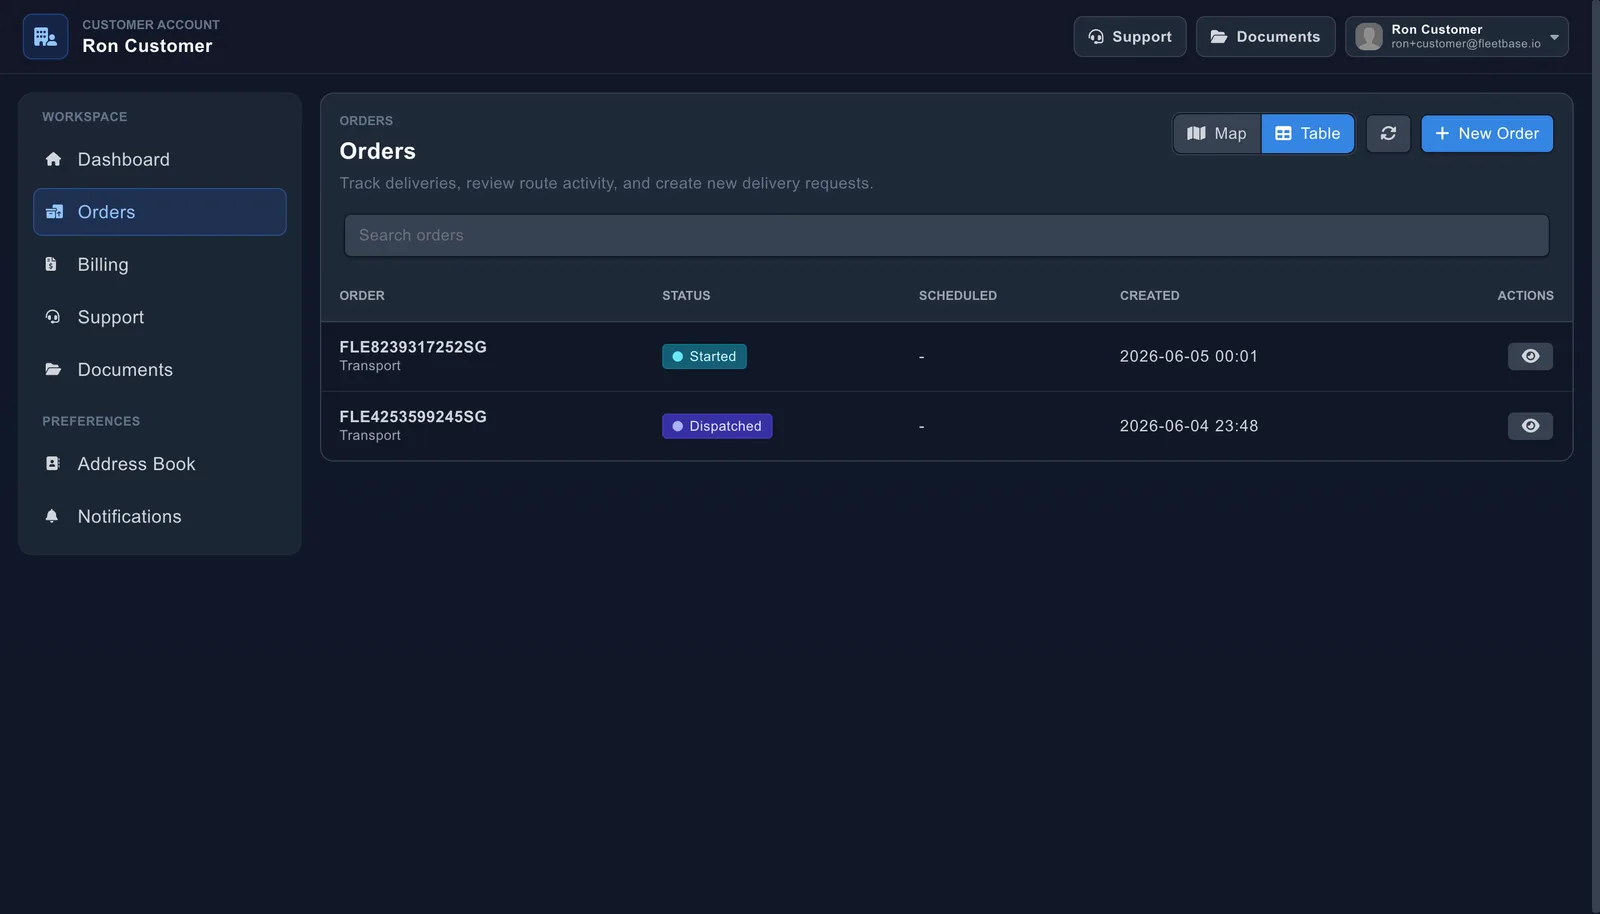 CUSTOMER ACCOUNT
Ron Customer
Support
Documents
Ron Customer
ron+customer@fleetbase.io
WORKSPACE
Dashboard
Orders
Billing
Support
Documents
PREFERENCES
Address Book
Notifications
ORDERS
Orders
Track deliveries, review route activity, and create new delivery requests.
Map
Table
New Order
Search orders
ORDER STATUS SCHEDULED CREATED ACTIONS
FLE8239317252SG
Transport
Started - 2026-06-05 00:01
FLE4253599245SG
Transport
Dispatched - 2026-06-04 23:48